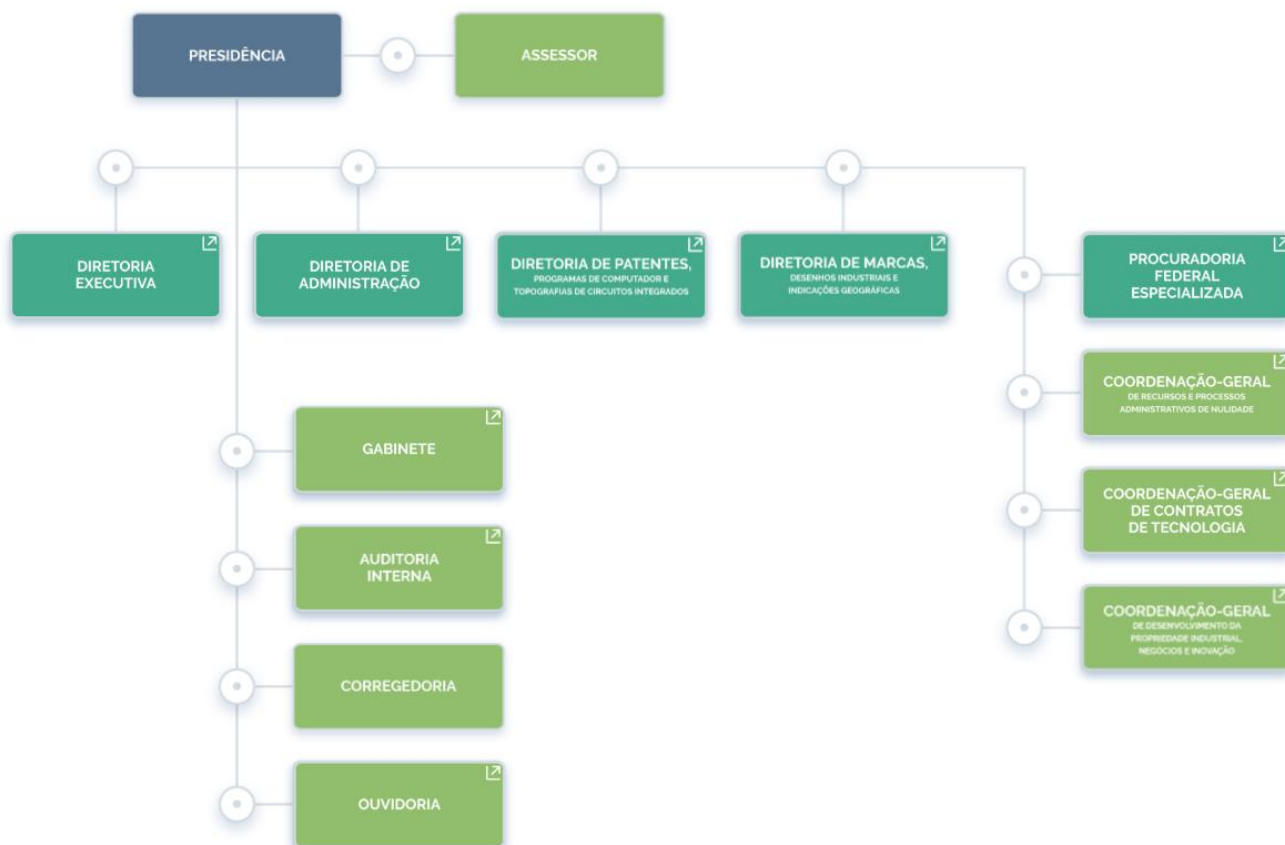 PRESIDÊNCIA
ASSESSOR
DIRETORIA
EXECUTIVA
DIRETORIA DE
ADMINISTRAÇÃO
DIRETORIA DE PATENTES,
PROGRAMAS DE COMPUTADOR E
TOPOGRAFIAS DE CIRCUITOS INTEGRADOS
DIRETORIA DE MARCAS,
DESENHOS INDUSTRIAIS E
INDICAÇÕES GEOGRÁFICAS
PROCURADORIA
FEDERAL
ESPECIALIZADA
COORDENAÇÃO-GERAL
DE RECURSOS E PROCESSOS
ADMINISTRATIVOS DE NULIDADE
COORDENAÇÃO-GERAL
DE CONTRATOS
DE TECNOLOGIA
COORDENAÇÃO-GERAL
DE DESENVOLVIMENTO DA
PROPRIEDADE INDUSTRIAL,
NEGÓCIOS E INOVAÇÃO
GABINETE
AUDITORIA
INTERNA
CORREGEDORIA
OUVIDORIA